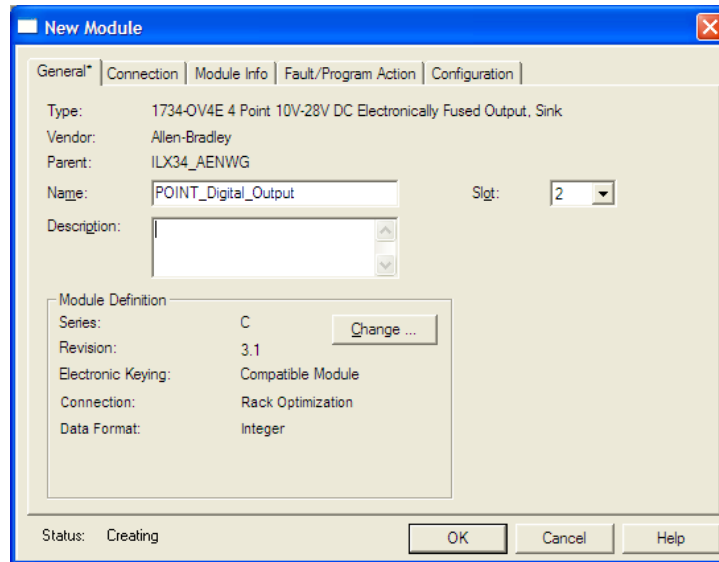 New Module
General* Connection Module Info Fault/Program Action Configuration
Type: 1734-OV4E 4 Point 10V-28V DC Electronically Fused Output, Sink
Vendor: Allen-Bradley
Parent: ILX34_AENWG
Name: POINT_Digital_Output Slot: 2
Description:
Module Definition
Series: C Change ...
Revision: 3.1
Electronic Keying: Compatible Module
Connection: Rack Optimization
Data Format: Integer
Status: Creating OK Cancel Help